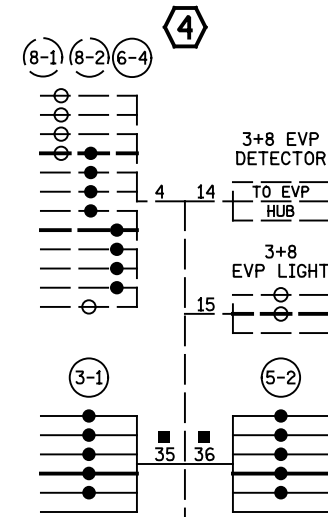 4
8-1 8-2 6-4
3+8 EVP
DETECTOR
4 14
TO EVP
HUB
3+8
EVP LIGHT
15
3-1 5-2
35 36